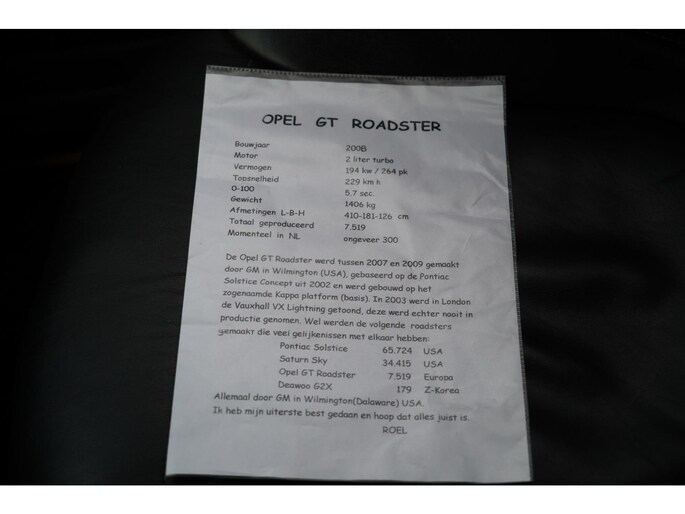 OPEL GT ROADSTER
Bouwjaar 2008
Motor 2 liter turbo
Vermogen 194 kw / 264 pk
Topsnelheid 229 km h
0-100 5.7 sec.
Gewicht 1406 kg
Afmetingen L-B-H 410-181-126 cm
Totaal geproduceerd 7.519
Momenteel in NL ongeveer 300
De Opel GT Roadster werd tussen 2007 en 2009 gemaakt
door GM in Wilmington (USA), gebaseerd op de Pontiac
Solstice Concept uit 2002 en werd gebouwd op het
zogenaamde Kappa platform (basis). In 2003 werd in London
de Vauxhall VX Lightning getoond, deze werd echter nooit in
productie genomen. Wel werden de volgende roadsters
gemaakt die veel gelijkenissen met elkaar hebben:
Pontiac Solstice 65.724 USA
Saturn Sky 34.415 USA
Opel GT Roadster 7.519 Europa
Deawoo G2X 179 Z-Korea
Allemaal door GM in Wilmington(Dalaware) USA.
Ik heb mijn uiterste best gedaan en hoop dat alles juist is.
ROEL